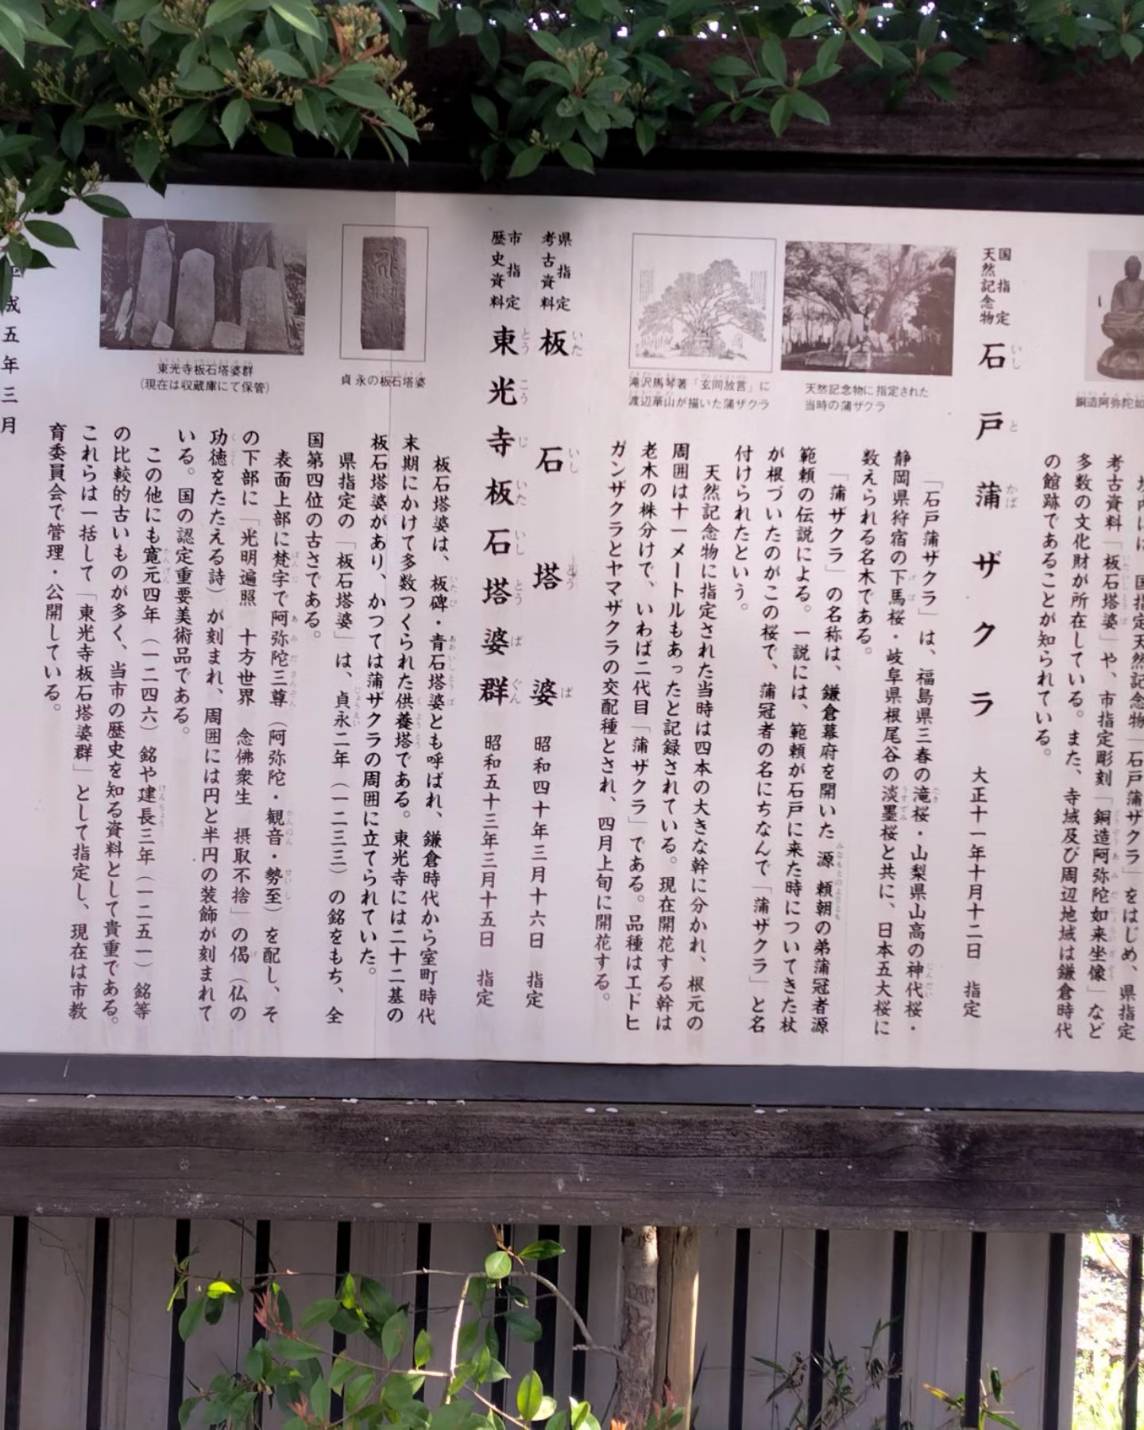 国指定天然記念物「石戸蒲ザクラ」をはじめ、県指定
考古資料「板石塔婆」や、市指定彫刻「銅造阿弥陀如来坐像」など
多数の文化財が所在している。また、寺域及び周辺地域は鎌倉時代
の館跡であることが知られている。
銅造阿弥陀如
国指定
天然記念物
石戸蒲ザクラ 大正十一年十月十二日 指定
いし と かば
天然記念物に指定された
当時の蒲ザクラ
滝沢馬琴著「玄同放言」に
渡辺崋山が描いた蒲ザクラ
「石戸蒲ザクラ」は、福島県三春の滝桜・山梨県山高の神代桜・
静岡県狩宿の下馬桜・岐阜県根尾谷の淡墨桜と共に、日本五大桜に
数えられる名木である。
「蒲ザクラ」の名称は、鎌倉幕府を開いた源頼朝の弟蒲冠者源
範頼の伝説による。一説には、範頼が石戸に来た時についてきた杖
が根づいたのがこの桜で、蒲冠者の名にちなんで「蒲ザクラ」と名
付けられたという。
天然記念物に指定された当時は四本の大きな幹に分かれ、根元の
周囲は十一メートルもあったと記録されている。現在開花する幹は
老木の株分けで、いわば二代目「蒲ザクラ」である。品種はエドヒ
ガンザクラとヤマザクラの交配種とされ、四月上旬に開花する。
県指定
考古資料
板石塔婆 昭和四十年三月十六日 指定
いた いし とう ば
市指定
歴史資料
東光寺板石塔婆群 昭和五十三年三月十五日 指定
とう こう じ いた いし とう ば ぐん
貞永の板石塔婆
東光寺板石塔婆群
(現在は収蔵庫にて保管)
板石塔婆は、板碑・青石塔婆とも呼ばれ、鎌倉時代から室町時代
末期にかけて多数つくられた供養塔である。東光寺には二十二基の
板石塔婆があり、かつては蒲ザクラの周囲に立てられていた。
県指定の「板石塔婆」は、貞永二年（一二三三）の銘をもち、全
国第四位の古さである。
表面上部に梵字で阿弥陀三尊（阿弥陀・観音・勢至）を配し、そ
の下部に「光明遍照 十方世界 念佛衆生 摂取不捨」の偈（仏の
功徳をたたえる詩）が刻まれ、周囲には円と半円の装飾が刻まれて
いる。国の認定重要美術品である。
この他にも寛元四年（一二四六）銘や建長三年（一二五一）銘等
の比較的古いものが多く、当市の歴史を知る資料として貴重である。
これらは一括して「東光寺板石塔婆群」として指定し、現在は市教
育委員会で管理・公開している。
成五年三月